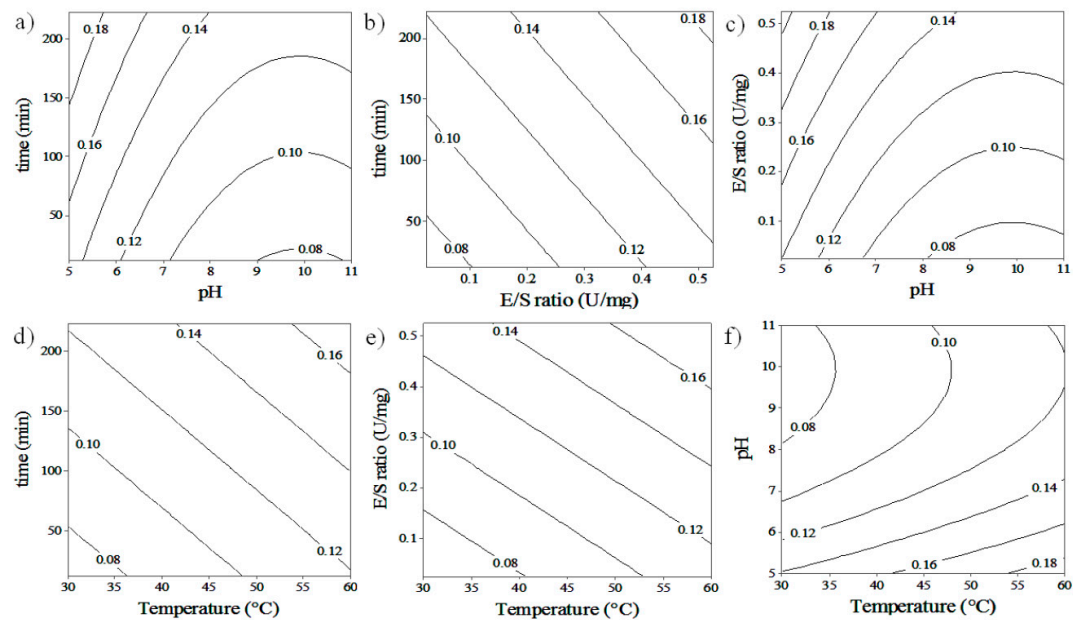 a)
0.18
0.14
200
150
0.16
100
0.10
50
0.12
0.08
5 6 7 8 9 10 11
time (min)
pH
b)
0.18
0.14
200
150
0.16
0.10
100
50
0.08
0.12
0.1 0.2 0.3 0.4 0.5
time (min)
E/S ratio (U/mg)
c)
0.18
0.5
0.14
0.4
0.3
0.16
0.10
0.2
0.1
0.12
0.08
5 6 7 8 9 10 11
E/S ratio (U/mg)
pH
d)
0.14
200
0.16
150
0.10
100
50
0.12
0.08
30 35 40 45 50 55 60
time (min)
Temperature (°C)
e)
0.5
0.14
0.4
0.16
0.3
0.10
0.2
0.12
0.1
0.08
30 35 40 45 50 55 60
E/S ratio (U/mg)
Temperature (°C)
f)
11
0.10
10
9
8
0.08
7
0.14
6
0.12
0.16
0.18
5
30 40 50 60
pH
Temperature (°C)